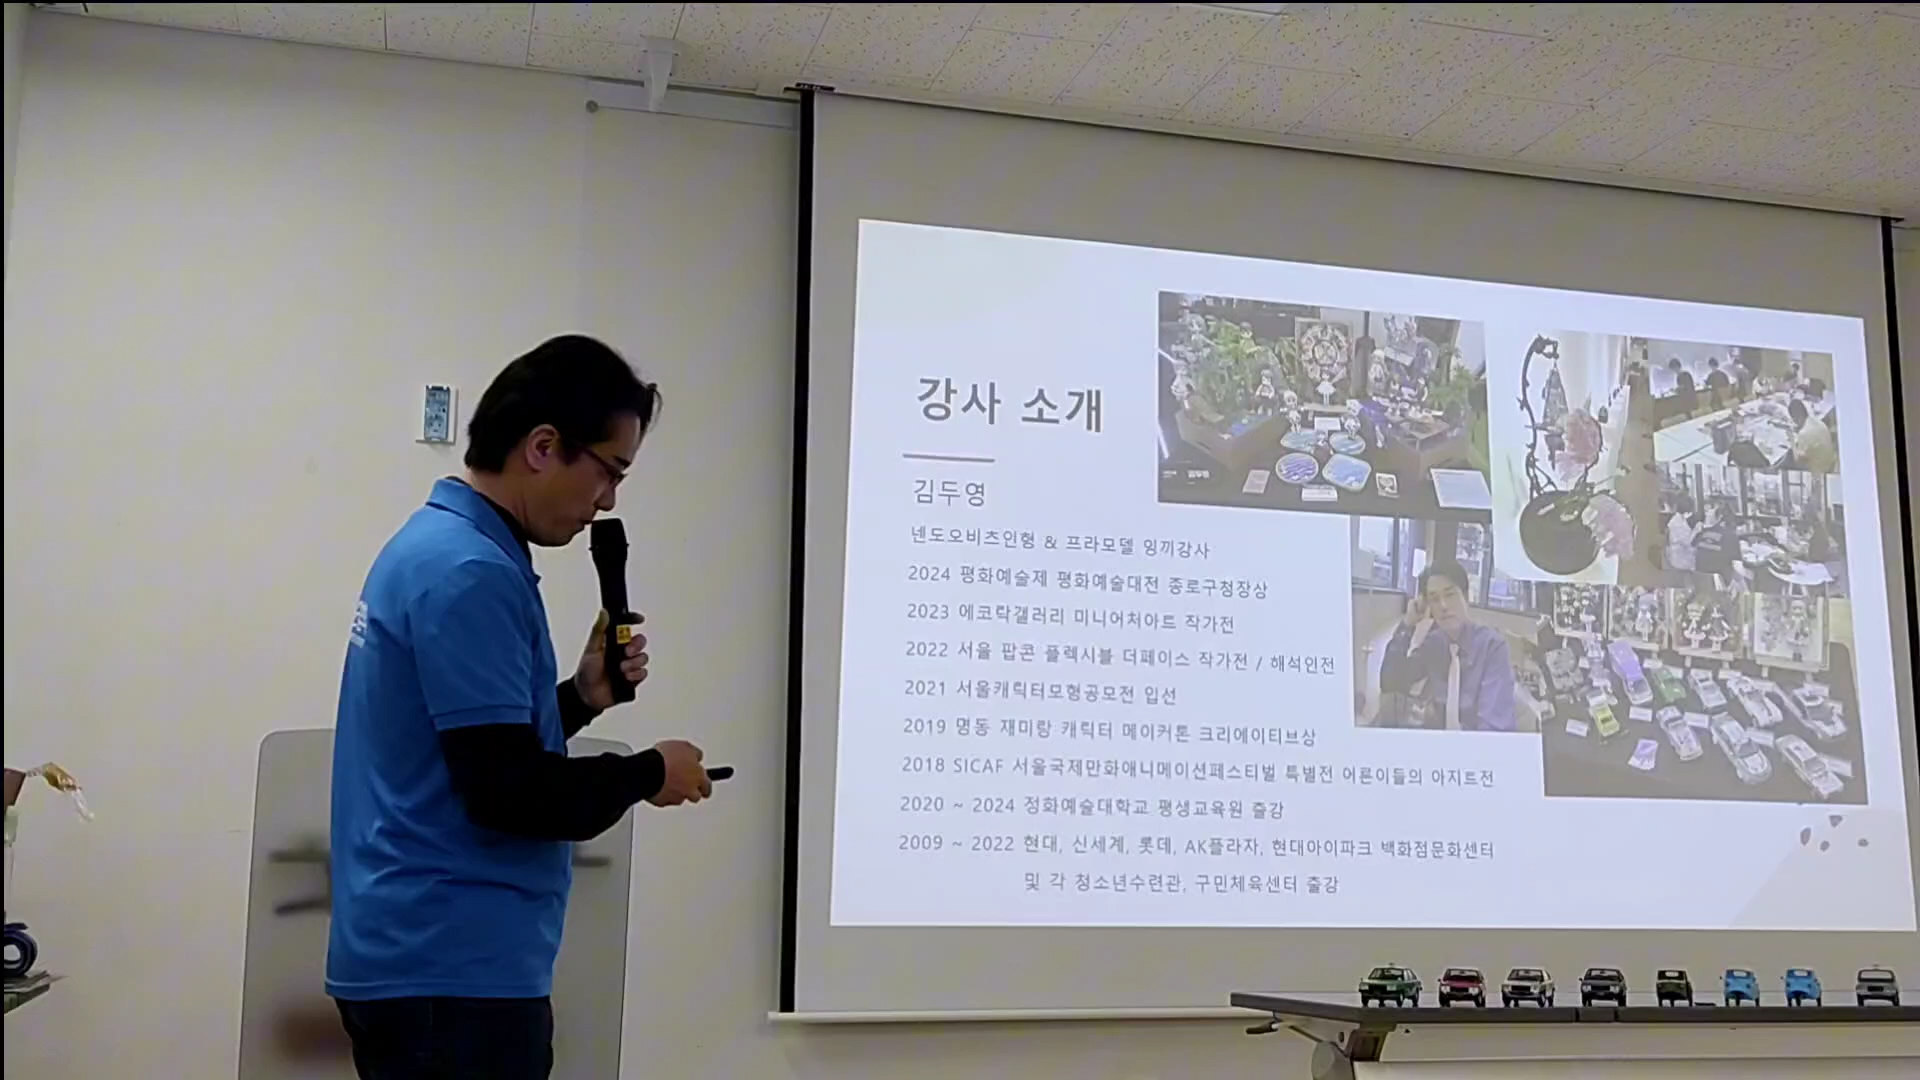 강사 소개
김두영
넨도오비츠인형 & 프라모델 잉끼강사
2024 평화예술제 평화예술대전 종로구청장상
2023 에코락갤러리 미니어처아트 작가전
2022 서울 팝콘 플렉시블 더페이스 작가전 / 해석인전
2021 서울캐릭터모형공모전 입선
2019 명동 재미랑 캐릭터 메이커톤 크리에이티브상
2018 SICAF 서울국제만화애니메이션페스티벌 특별전 어른이들의 아지트전
2020 ~ 2024 정화예술대학교 평생교육원 출강
2009 ~ 2022 현대, 신세계, 롯데, AK플라자, 현대아이파크 백화점문화센터
및 각 청소년수련관, 구민체육센터 출강
김두영